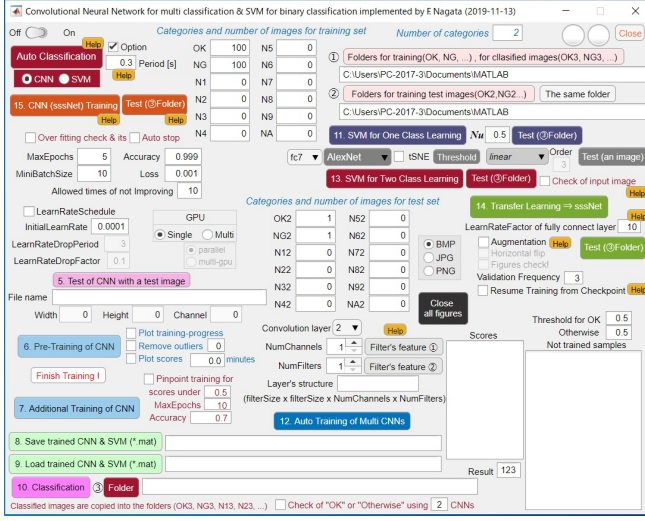 Convolutional Neural Network for multi classification & SVM for binary classification implemented by E Nagata (2019-11-13)
Off On
Categories and number of images for training set
Number of categories 2
Close
Auto Classification
Help
Option
0.3 Period [s]
CNN SVM
Help
OK 100 N5 0
NG 100 N6 0
N1 0 N7 0
N2 0 N8 0
N3 0 N9 0
N4 0 NA 0
① Folders for training(OK, NG, ...) , for cllasified images(OK3, NG3, ...)
C:\Users\PC-2017-3\Documents\MATLAB
② Folders for training test images(OK2,NG2...) The same folder
C:\Users\PC-2017-3\Documents\MATLAB
15. CNN (sssNet) Training Test (③Folder)
Help Help
11. SVM for One Class Learning Nu 0.5 Test (③Folder)
Over fitting check & its Auto stop
MaxEpochs 5 Accuracy 0.999
MiniBatchSize 10 Loss 0.001
Allowed times of not Improving 10
fc7 AlexNet tSNE Threshold linear Order 3 Test (an image)
13. SVM for Two Class Learning Test (③Folder) Check of input image
Help
LearnRateSchedule
InitialLearnRate 0.0001
LearnRateDropPeriod 3
LearnRateDropFactor 0.1
GPU
Single Multi
parallel
multi-gpu
Categories and number of images for test set
OK2 1 N52 0
NG2 1 N62 0
N12 0 N72 0
N22 0 N82 0
N32 0 N92 0
N42 0 NA2 0
BMP
JPG
PNG
Close
all figures
14. Transfer Learning ⇒ sssNet
Help
LearnRateFactor of fully connect layer 10
Augmentation Help
Horizontal flip
Figures check!
Test (③Folder)
Validation Frequency 3
Resume Training from Checkpoint Help
5. Test of CNN with a test image
File name
Width 0 Height 0 Channel 0
6. Pre-Training of CNN
Plot training-progress
Remove outliers 0
Plot scores 0.0 minutes
Finish Training !
7. Additional Training of CNN
Pinpoint training for
scores under 0.5
MaxEpochs 10
Accuracy 0.7
Convolution layer 2 Help
NumChannels 1 Filter's feature ①
NumFilters 1 Filter's feature ②
Layer's structure
(filterSize x filterSize x NumChannels x NumFilters)
12. Auto Training of Multi CNNs
Scores
Threshold for OK 0.5
Otherwise 0.5
Not trained samples
8. Save trained CNN & SVM (*.mat)
9. Load trained CNN & SVM (*.mat)
Result 123
10. Classification ③ Folder
Classified images are copied into the folders (OK3, NG3, N13, N23, ...) Check of "OK" or "Otherwise" using 2 CNNs